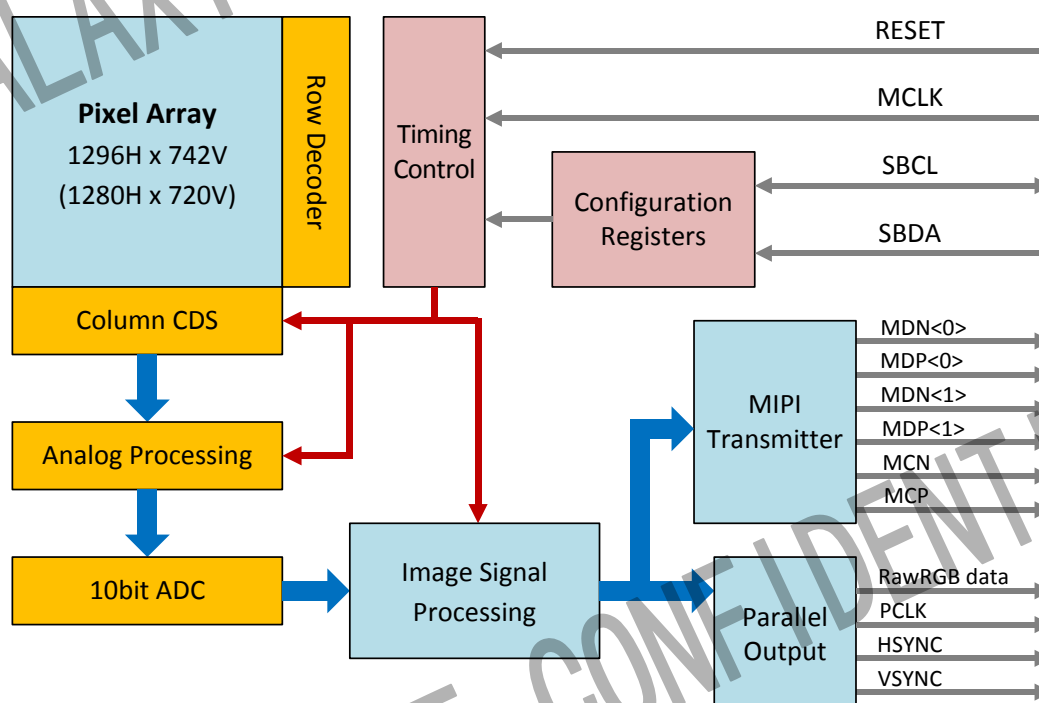 Pixel Array
1296H x 742V
(1280H x 720V)
Row Decoder
Column CDS
Analog Processing
10bit ADC
Timing
Control
Configuration
Registers
RESET
MCLK
SBCL
SBDA
Image Signal
Processing
MIPI
Transmitter
MDN<0>
MDP<0>
MDN<1>
MDP<1>
MCN
MCP
Parallel
Output
RawRGB data
PCLK
HSYNC
VSYNC
CONFIDENT